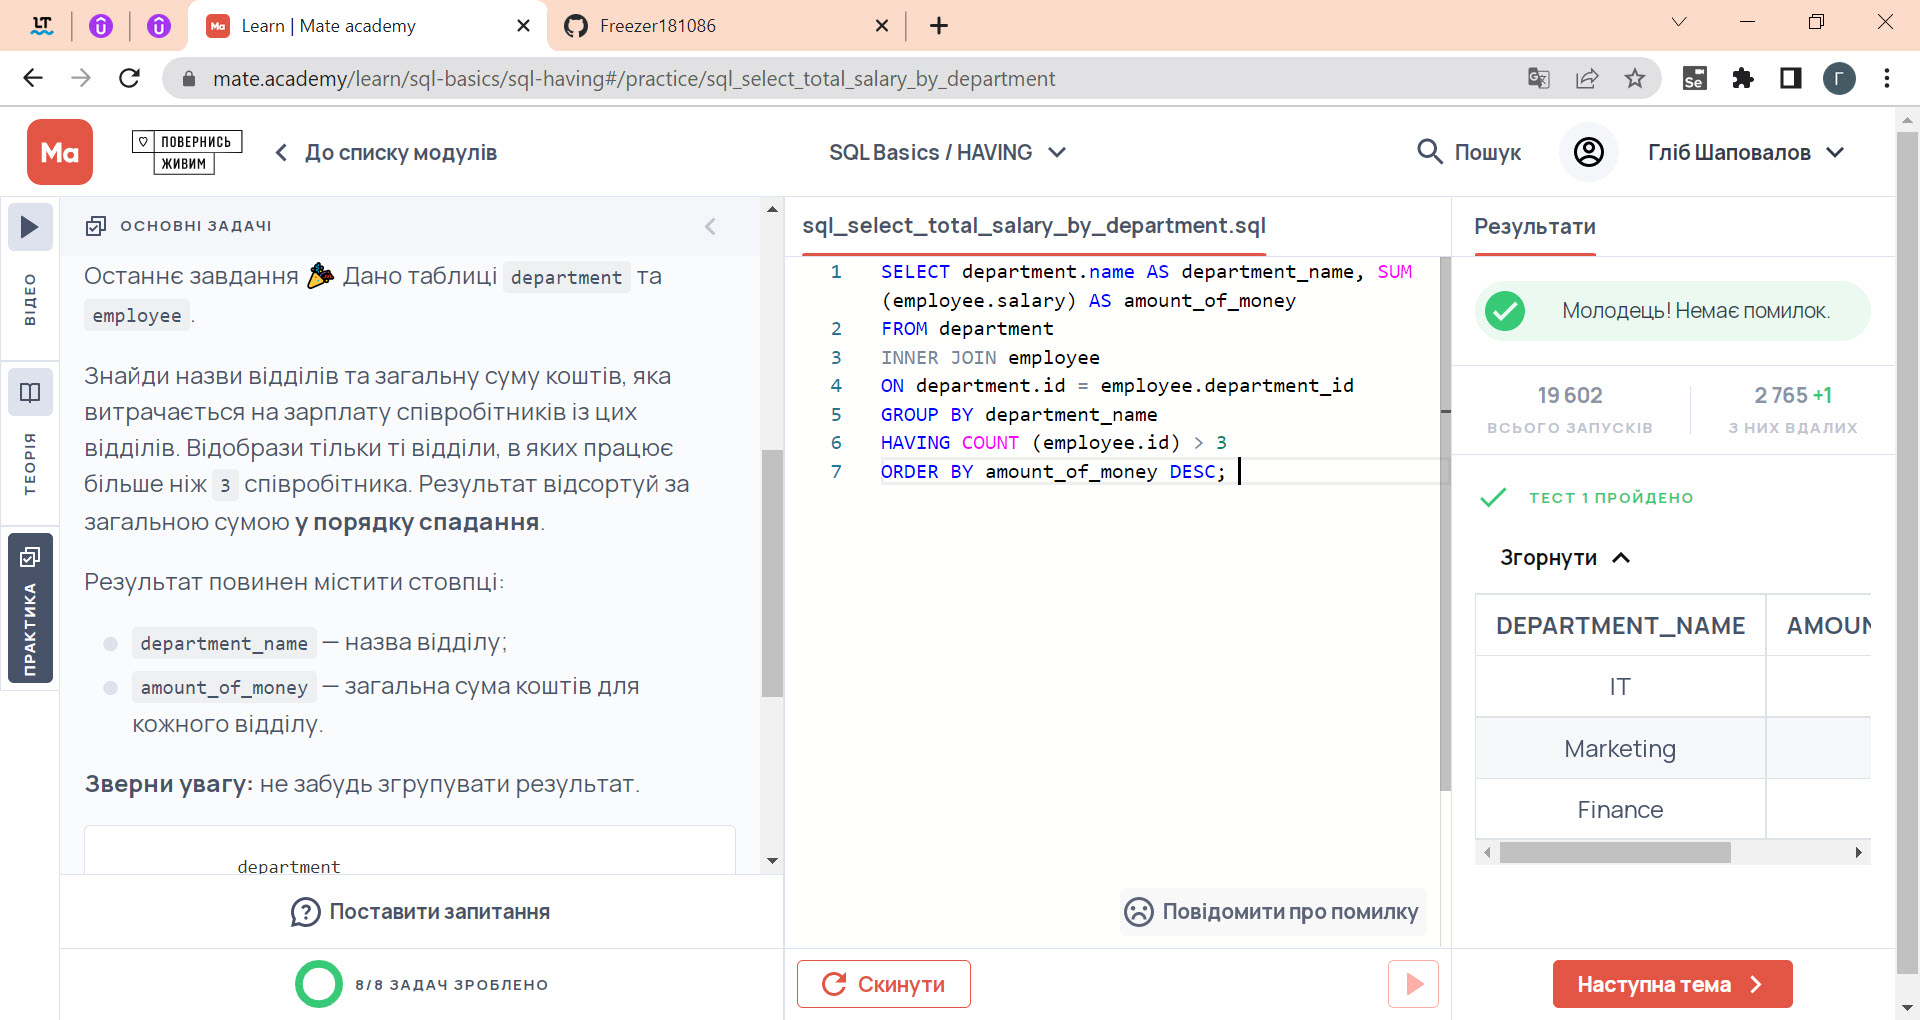 LT
Ma
Learn | Mate academy
Freezer181086
mate.academy/learn/sql-basics/sql-having#/practice/sql_select_total_salary_by_department
Se
Г
Ma
ПОВЕРНИСЬ
ЖИВИМ
До списку модулів
SQL Basics / HAVING
Пошук
Гліб Шаповалов
ВІДЕО
ТЕОРІЯ
ПРАКТИКА
ОСНОВНІ ЗАДАЧІ
Останнє завдання 🎉 Дано таблиці department та
employee .
Знайди назви відділів та загальну суму коштів, яка
витрачається на зарплату співробітників із цих
відділів. Відобрази тільки ті відділи, в яких працює
більше ніж 3 співробітника. Результат відсортуй за
загальною сумою у порядку спадання.
Результат повинен містити стовпці:
department_name — назва відділу;
amount_of_money — загальна сума коштів для
кожного відділу.
Зверни увагу: не забудь згрупувати результат.
department
Поставити запитання
8/8 ЗАДАЧ ЗРОБЛЕНО
sql_select_total_salary_by_department.sql
1 SELECT department.name AS department_name, SUM
(employee.salary) AS amount_of_money
2 FROM department
3 INNER JOIN employee
4 ON department.id = employee.department_id
5 GROUP BY department_name
6 HAVING COUNT (employee.id) > 3
7 ORDER BY amount_of_money DESC;
Повідомити про помилку
Скинути
Результати
Молодець! Немає помилок.
19 602 2 765 +1
ВСЬОГО ЗАПУСКІВ З НИХ ВДАЛИХ
ТЕСТ 1 ПРОЙДЕНО
Згорнути
DEPARTMENT_NAME AMOUN
IT
Marketing
Finance
Наступна тема